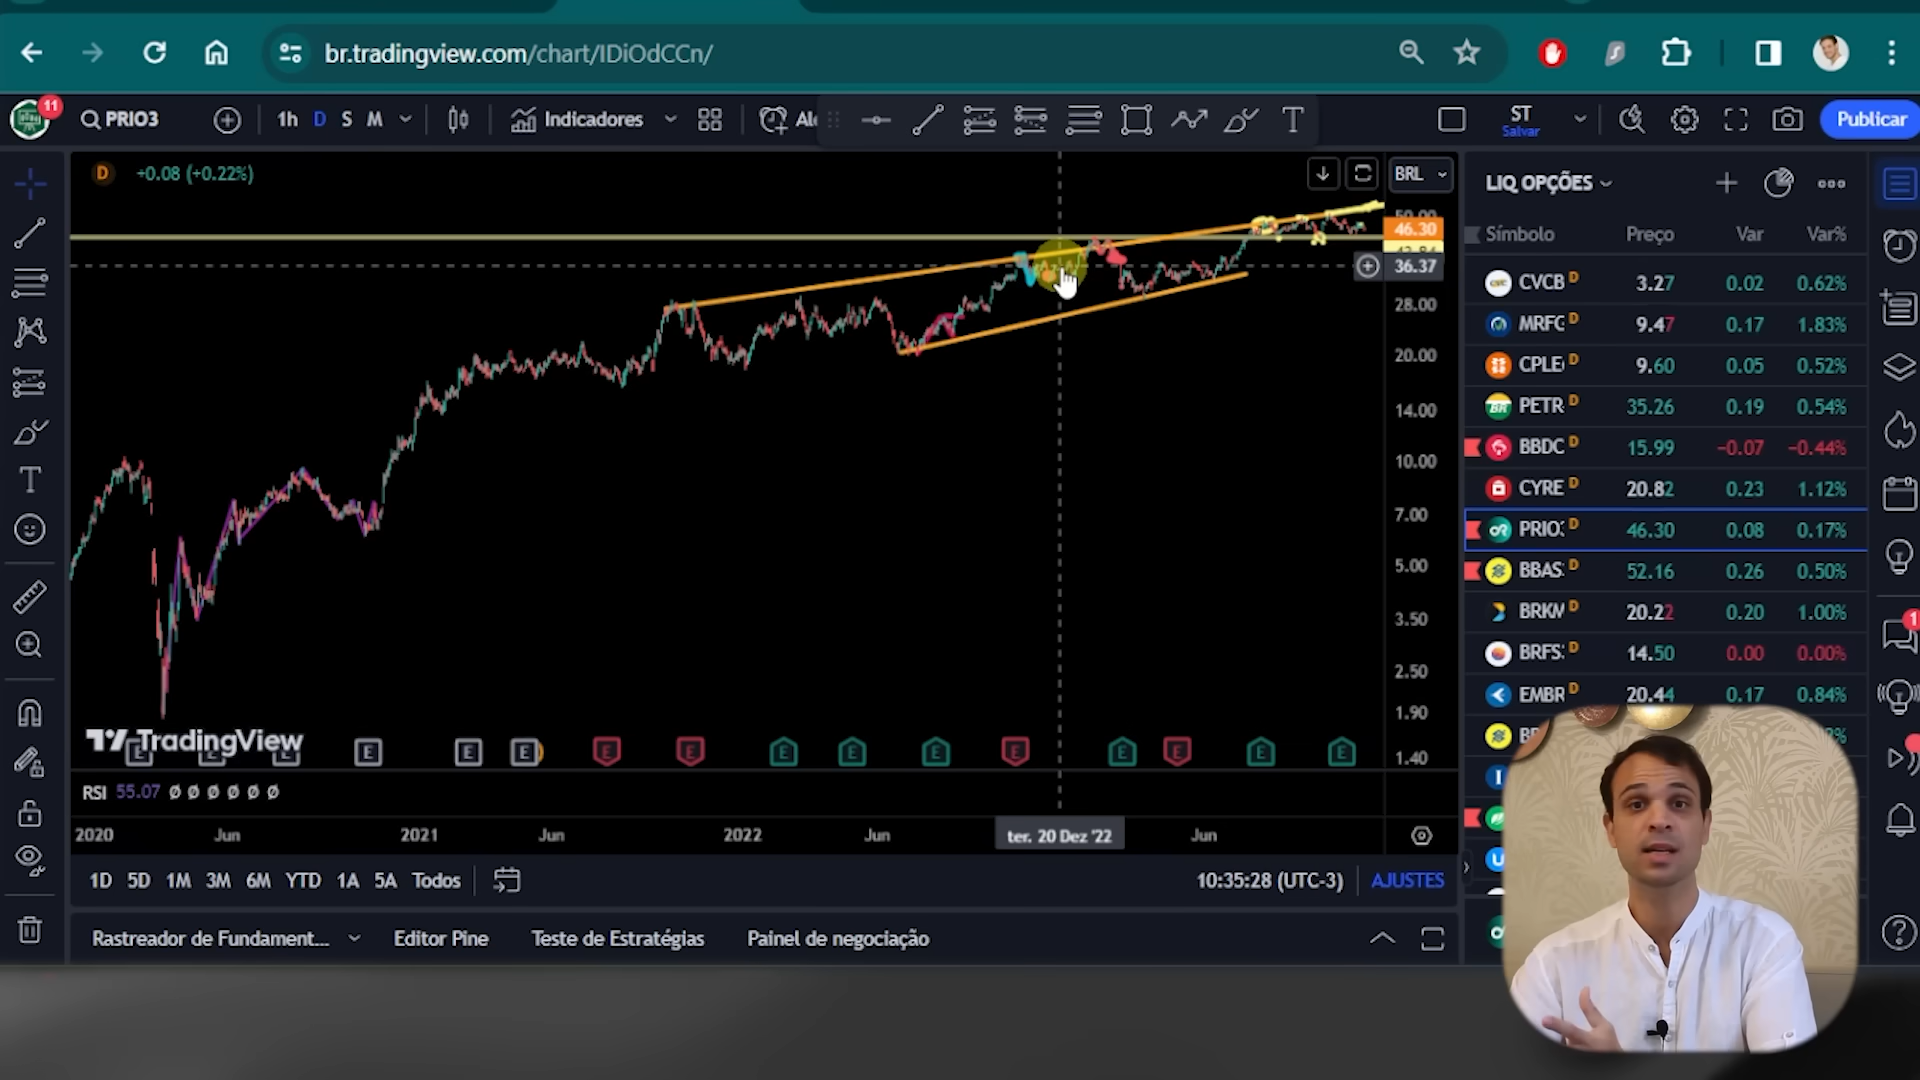 br.tradingview.com/chart/IDiOdCCn/
11
PRIO3
1h D S M
Indicadores
ST
Salvar
Publicar
D +0.08 (+0.22%)
BRL
LIQ OPÇÕES
Símbolo Preço Var Var%
46.30
36.37
28.00
20.00
14.00
10.00
7.00
5.00
3.50
2.50
1.90
1.40
CVCB D 3.27 0.02 0.62%
MRFG D 9.47 0.17 1.83%
CPLE D 9.60 0.05 0.52%
PETR D 35.26 0.19 0.54%
BBDC D 15.99 −0.07 −0.44%
CYRE D 20.82 0.23 1.12%
PRIO3 D 46.30 0.08 0.17%
BBAS D 52.16 0.26 0.50%
BRKM D 20.22 0.20 1.00%
BRFS D 14.50 0.00 0.00%
EMBR D 20.44 0.17 0.84%
TradingView
E E E E E E E E E E E E E E E E
RSI 55.07 Ø Ø Ø Ø Ø Ø
2020 Jun 2021 Jun 2022 Jun ter. 20 Dez '22 Jun
1D 5D 1M 3M 6M YTD 1A 5A Todos
10:35:28 (UTC-3) AJUSTES
Rastreador de Fundament... Editor Pine Teste de Estratégias Painel de negociação